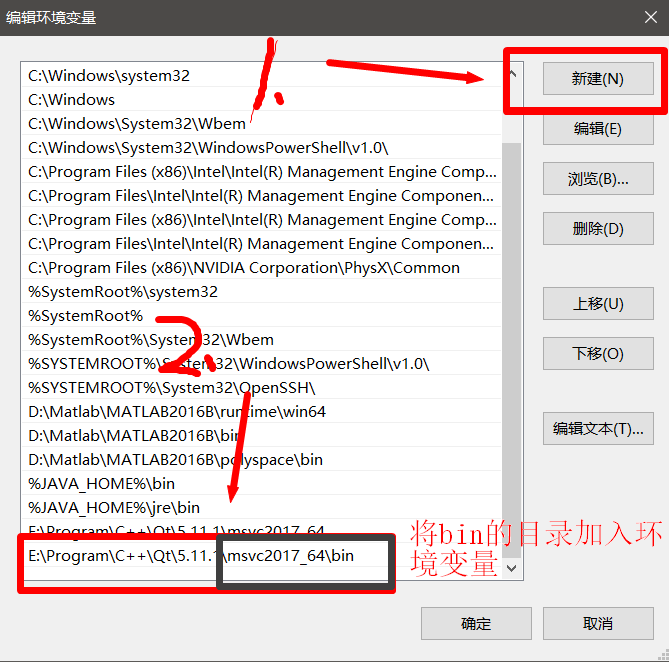 编辑环境变量
1.
C:\Windows\system32
C:\Windows
C:\Windows\System32\Wbem
C:\Windows\System32\WindowsPowerShell\v1.0\
C:\Program Files (x86)\Intel\Intel(R) Management Engine Comp...
C:\Program Files\Intel\Intel(R) Management Engine Componen...
C:\Program Files (x86)\Intel\Intel(R) Management Engine Comp...
C:\Program Files\Intel\Intel(R) Management Engine Componen...
C:\Program Files (x86)\NVIDIA Corporation\PhysX\Common
%SystemRoot%\system32
%SystemRoot%
%SystemRoot%\System32\Wbem
%SYSTEMROOT%\System32\WindowsPowerShell\v1.0\
%SYSTEMROOT%\System32\OpenSSH\
2.
D:\Matlab\MATLAB2016B\runtime\win64
D:\Matlab\MATLAB2016B\bin
D:\Matlab\MATLAB2016B\polyspace\bin
%JAVA_HOME%\bin
%JAVA_HOME%\jre\bin
E:\Program\C++\Qt\5.11.1\msvc2017_64
E:\Program\C++\Qt\5.11.1\msvc2017_64\bin
新建(N)
编辑(E)
浏览(B)...
删除(D)
上移(U)
下移(O)
编辑文本(T)...
将bin的目录加入环
境变量
确定
取消